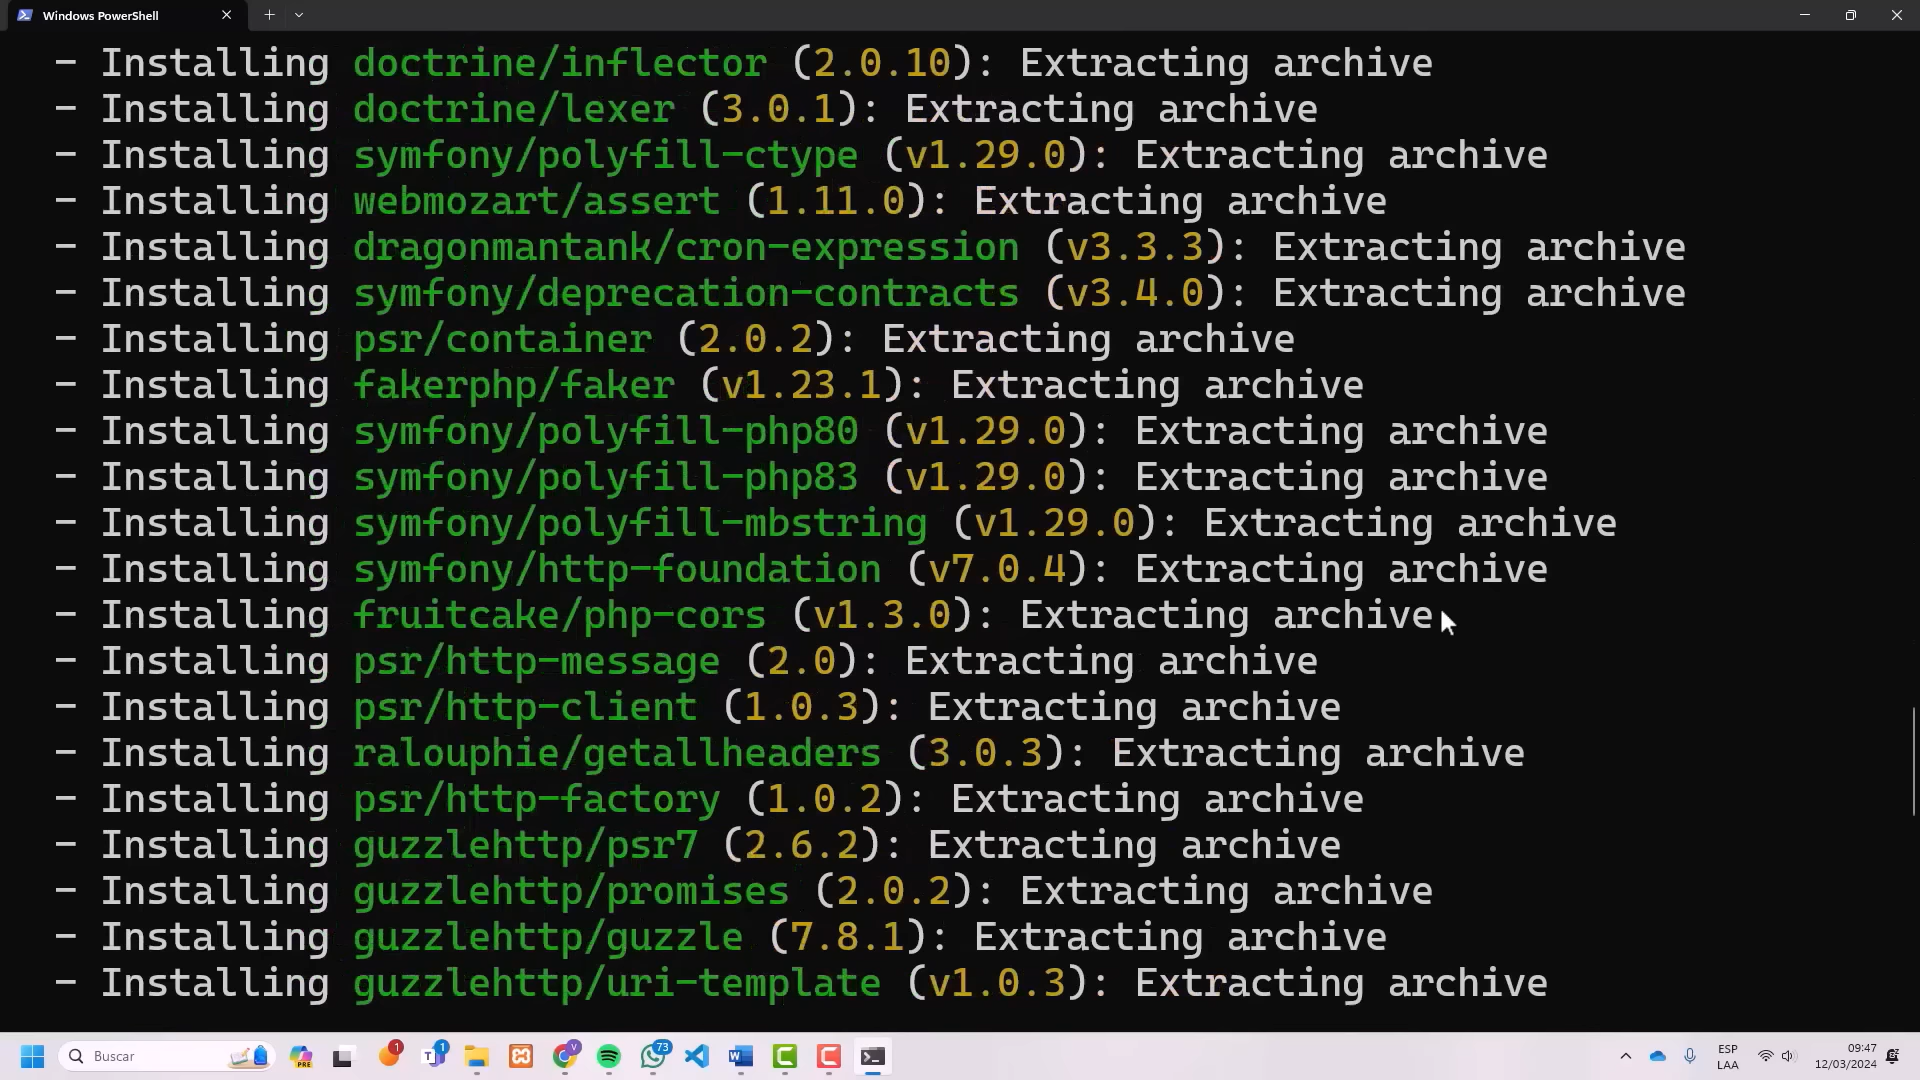 Windows PowerShell
- Installing doctrine/inflector (2.0.10): Extracting archive
- Installing doctrine/lexer (3.0.1): Extracting archive
- Installing symfony/polyfill-ctype (v1.29.0): Extracting archive
- Installing webmozart/assert (1.11.0): Extracting archive
- Installing dragonmantank/cron-expression (v3.3.3): Extracting archive
- Installing symfony/deprecation-contracts (v3.4.0): Extracting archive
- Installing psr/container (2.0.2): Extracting archive
- Installing fakerphp/faker (v1.23.1): Extracting archive
- Installing symfony/polyfill-php80 (v1.29.0): Extracting archive
- Installing symfony/polyfill-php83 (v1.29.0): Extracting archive
- Installing symfony/polyfill-mbstring (v1.29.0): Extracting archive
- Installing symfony/http-foundation (v7.0.4): Extracting archive
- Installing fruitcake/php-cors (v1.3.0): Extracting archive
- Installing psr/http-message (2.0): Extracting archive
- Installing psr/http-client (1.0.3): Extracting archive
- Installing ralouphie/getallheaders (3.0.3): Extracting archive
- Installing psr/http-factory (1.0.2): Extracting archive
- Installing guzzlehttp/psr7 (2.6.2): Extracting archive
- Installing guzzlehttp/promises (2.0.2): Extracting archive
- Installing guzzlehttp/guzzle (7.8.1): Extracting archive
- Installing guzzlehttp/uri-template (v1.0.3): Extracting archive
Buscar
PRE
1
1
V
73
ESP
LAA
09:47
12/03/2024